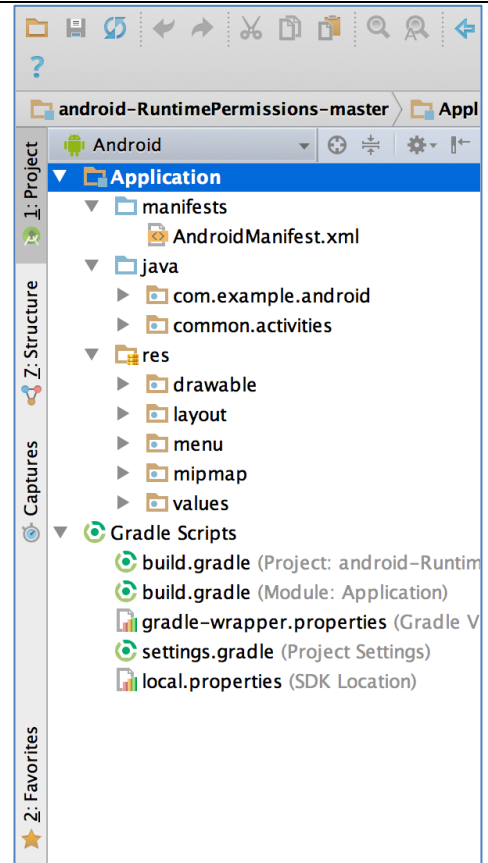 ?
android-RuntimePermissions-master Appl
Android
1: Project
Application
manifests
AndroidManifest.xml
java
com.example.android
common.activities
Z: Structure
res
drawable
layout
menu
mipmap
values
Captures
Gradle Scripts
build.gradle (Project: android-Runtim
build.gradle (Module: Application)
gradle-wrapper.properties (Gradle V
settings.gradle (Project Settings)
local.properties (SDK Location)
2: Favorites